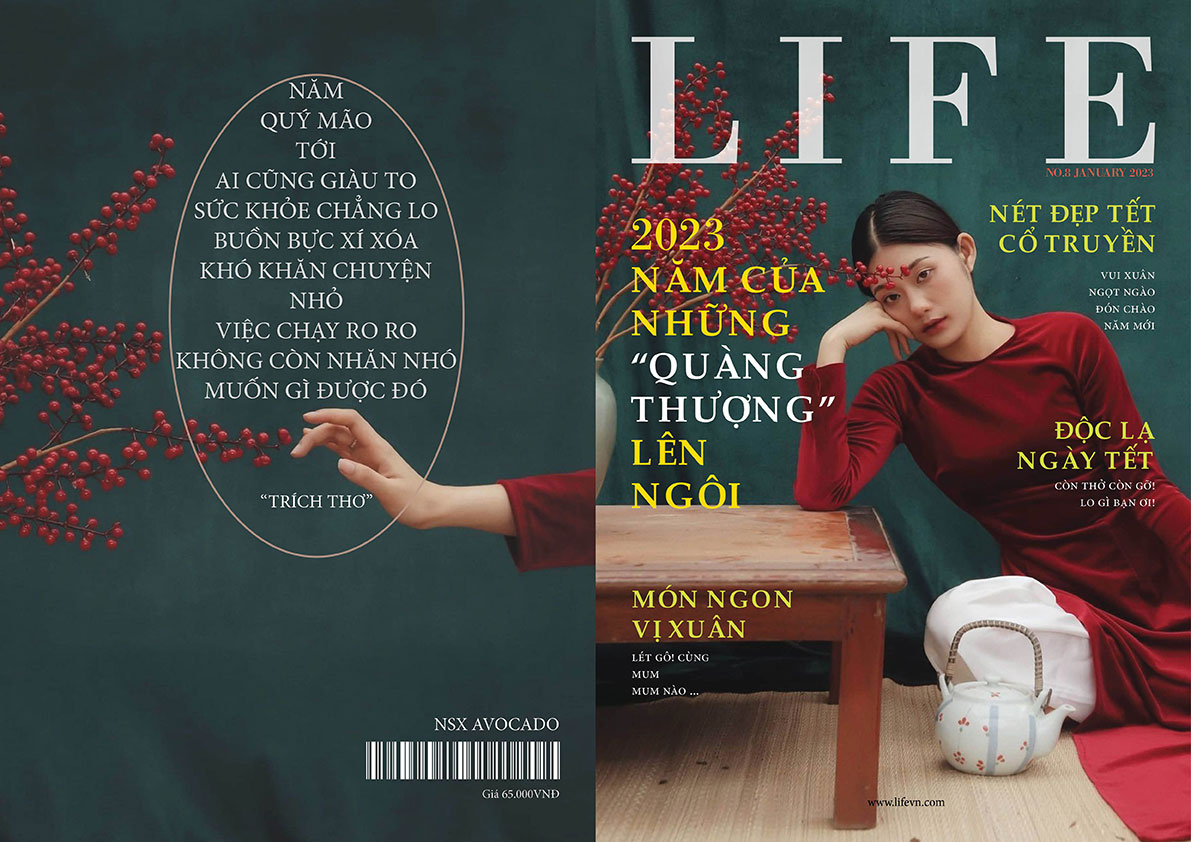 NĂM
QUÝ MÃO
TỚI
AI CŨNG GIÀU TO
SỨC KHỎE CHẲNG LO
BUỒN BỰC XÍ XÓA
KHÓ KHĂN CHUYỆN
NHỎ
VIỆC CHẠY RO RO
KHÔNG CÒN NHĂN NHÓ
MUỐN GÌ ĐƯỢC ĐÓ
“TRÍCH THƠ”
NSX AVOCADO
Giá 65.000VNĐ
LIFE
NO.8 JANUARY 2023
2023
NĂM CỦA
NHỮNG
“QUÀNG
THƯỢNG”
LÊN
NGÔI
NÉT ĐẸP TẾT
CỔ TRUYỀN
VUI XUÂN
NGỌT NGÀO
ĐÓN CHÀO
NĂM MỚI
ĐỘC LẠ
NGÀY TẾT
CÒN THỞ CÒN GỠ!
LO GÌ BẠN ƠI!
MÓN NGON
VỊ XUÂN
LÉT GÔ! CÙNG
MUM
MUM NÀO ...
www.lifevn.com